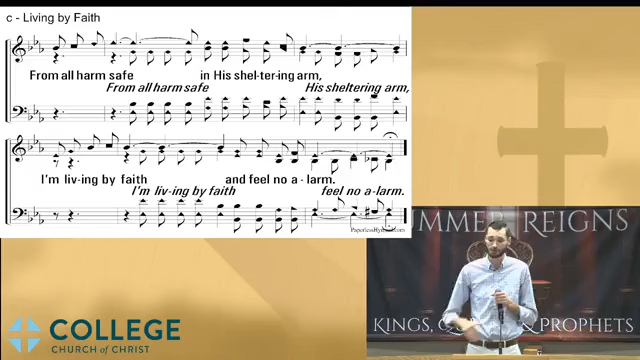 c - Living by Faith
From all harm safe in His shel-ter-ing arm,
From all harm safe His sheltering arm,
I'm liv-ing by faith and feel no a - larm.
I'm liv-ing by faith feel no a-larm.
PaperlessHymnal.com
UMMER REIGNS
KINGS, & PROPHETS
COLLEGE
CHURCH of CHRIST